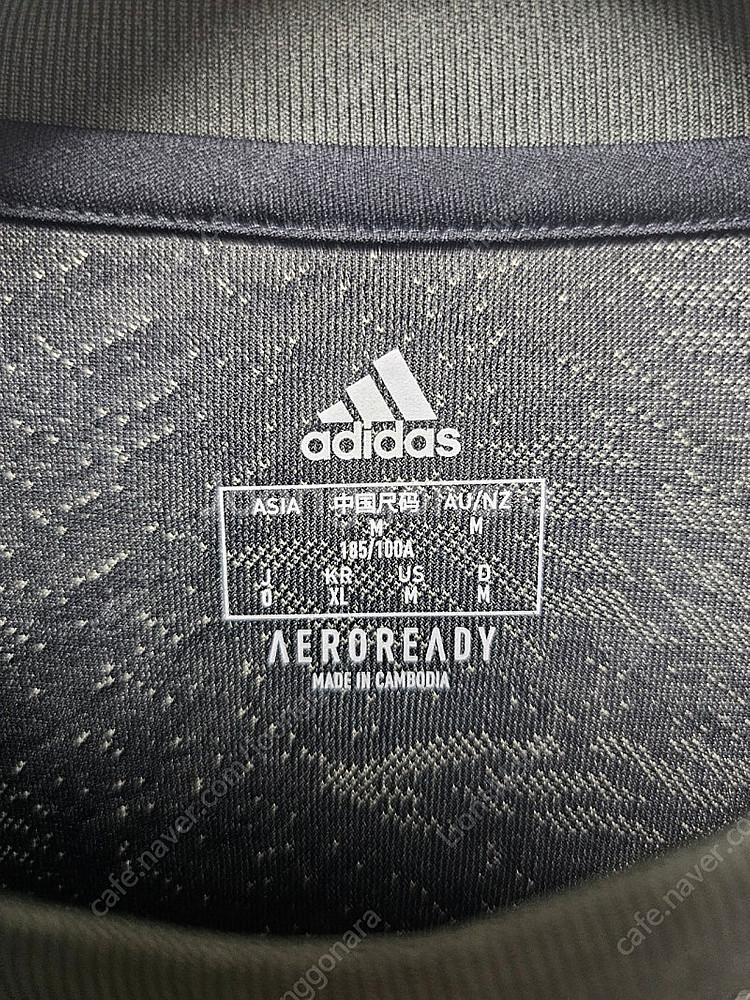 adidas
ASIA 中国尺码 AU/NZ
M M
185/100A
J KR US D
O XL M M
AEROREADY
MADE IN CAMBODIA
cafe.naver.com/joonggonara
joonggonara
cafe.naver